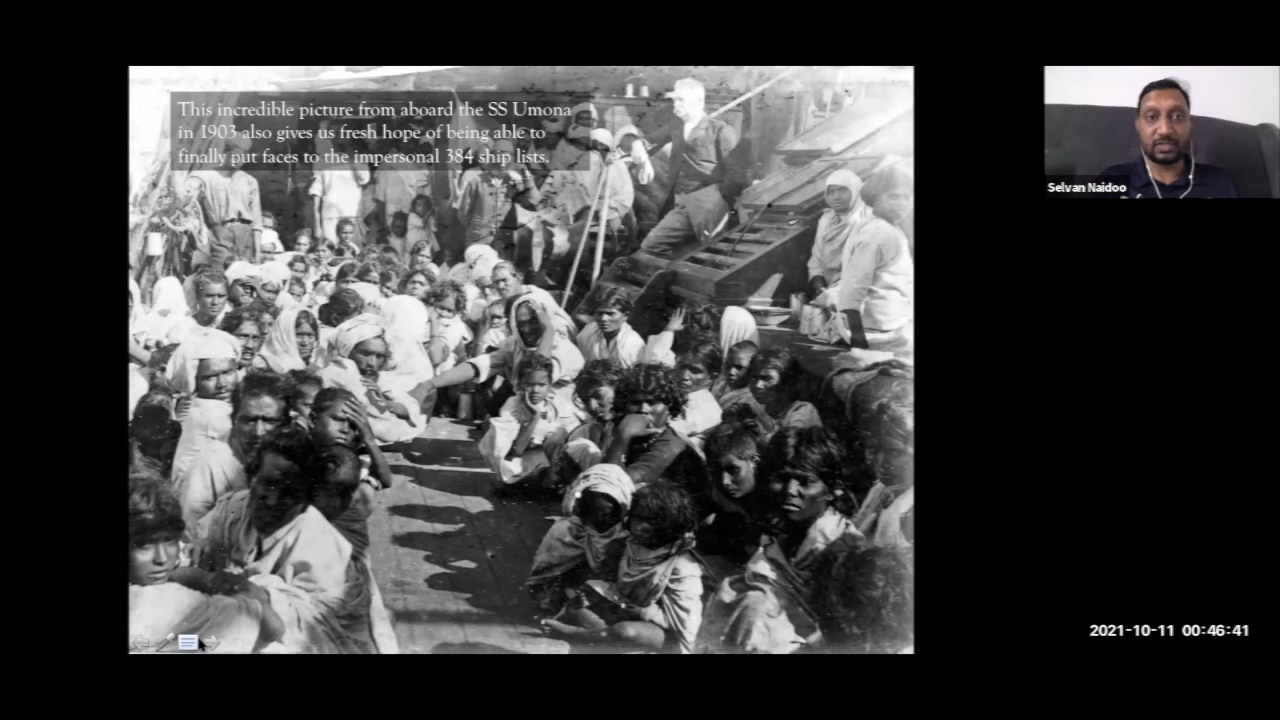 This incredible picture from aboard the SS Umona
in 1903 also gives us fresh hope of being able to
finally put faces to the impersonal 384 ship lists.
Selvan Naidoo
2021-10-11 00:46:41